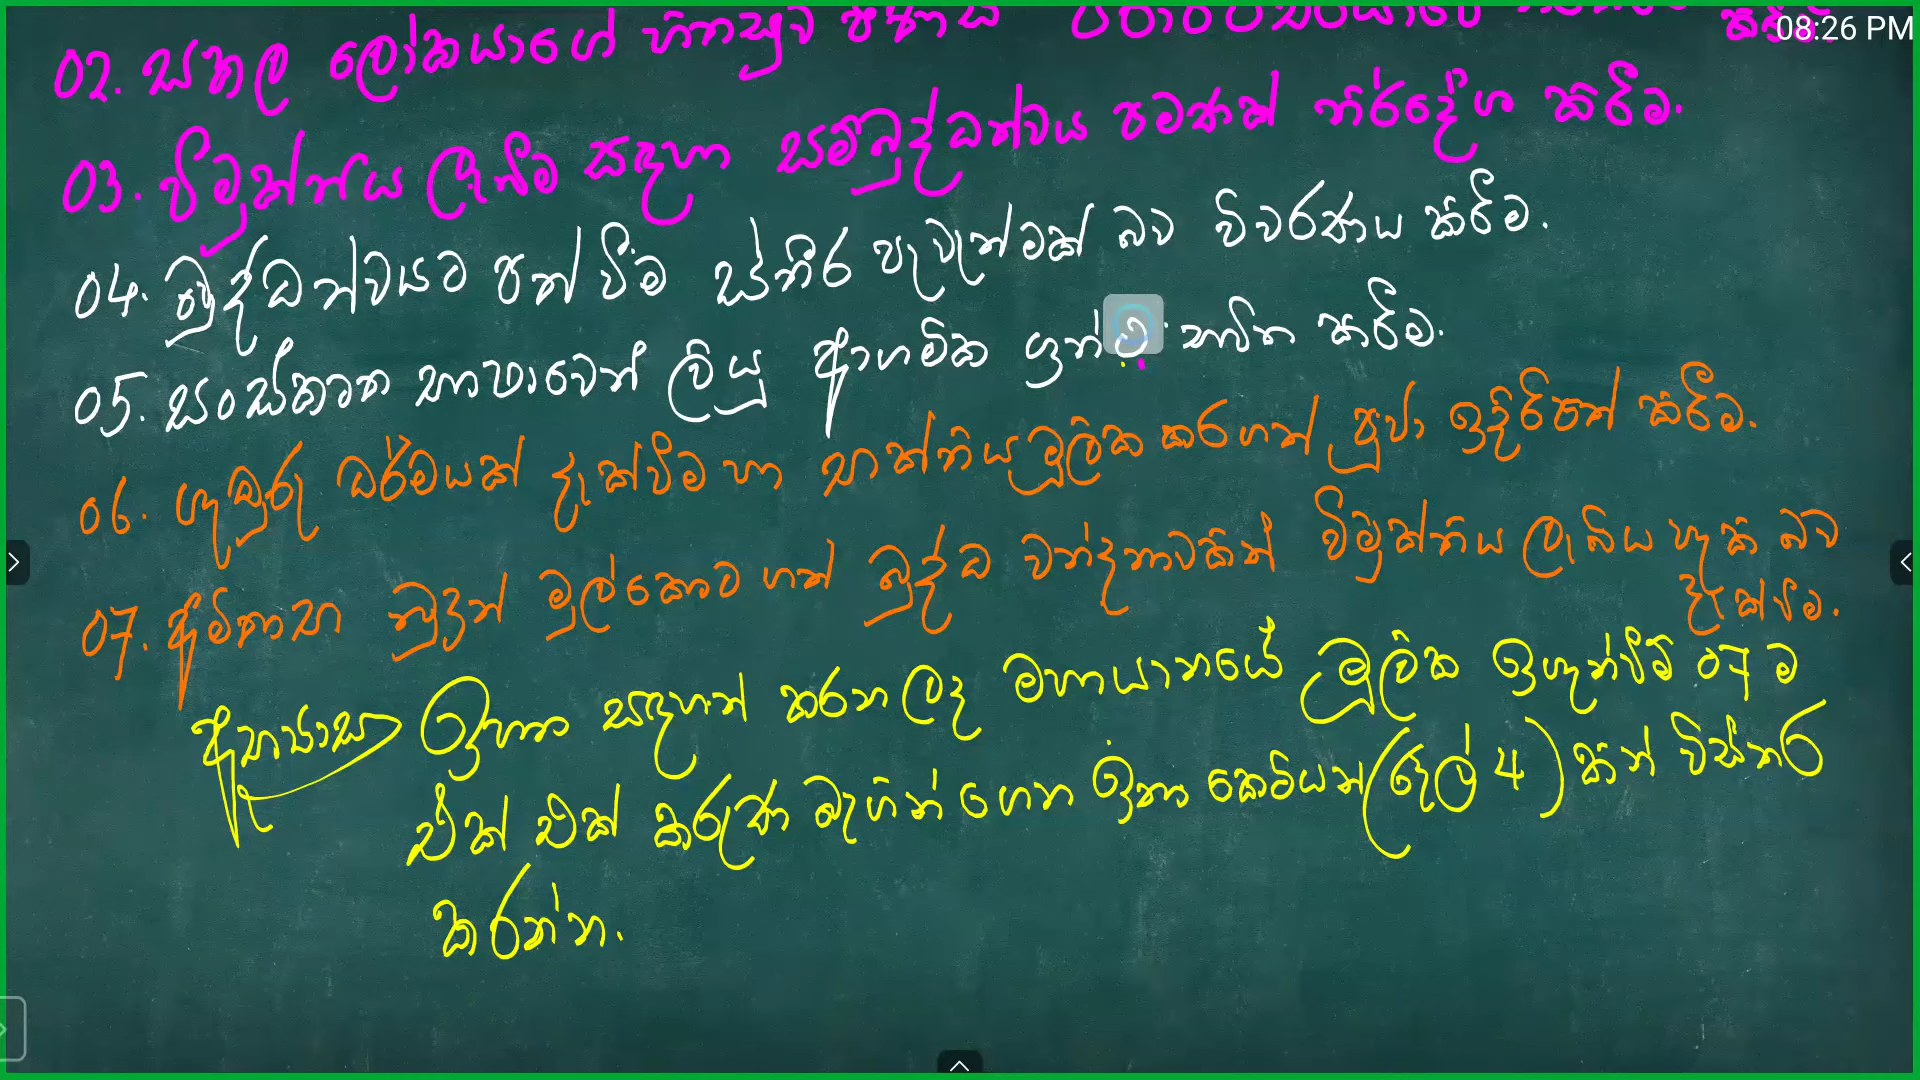 08:26 PM
02. සකල ලෝකයාගේ හිතසුව පිණිස
03. විමුක්තිය ලැබීම සඳහා සම්බුද්ධත්වය පමණක් නිර්දේශ කිරීම.
04. බුද්ධත්වයට පත් වීම ස්ථිර පැවැත්මක් බව විවරණය කිරීම.
05. සංස්කෘත භාෂාවෙන් ලියූ ආගමික ග්‍රන්ථ භාවිත කිරීම.
06. ගැඹුරු ධර්මයක් දැක්වීම හා භක්තිය මූලික කරගත් පූජා ඉදිරිපත් කිරීම.
07. අමිතාභ බුදුන් මුල්කොට ගත් බුද්ධ වන්දනාවකින් විමුක්තිය ලැබිය හැකි බව
දැක්වීම.
අභ්‍යාස ඉහත සඳහන් කරන ලද මහායානයේ මූලික ඉගැන්වීම් 07 ම
එක් එක් කරුණ බැගින් ගෙන ඉතා කෙටියෙන් (රූල් 4) කින් විස්තර
කරන්න.